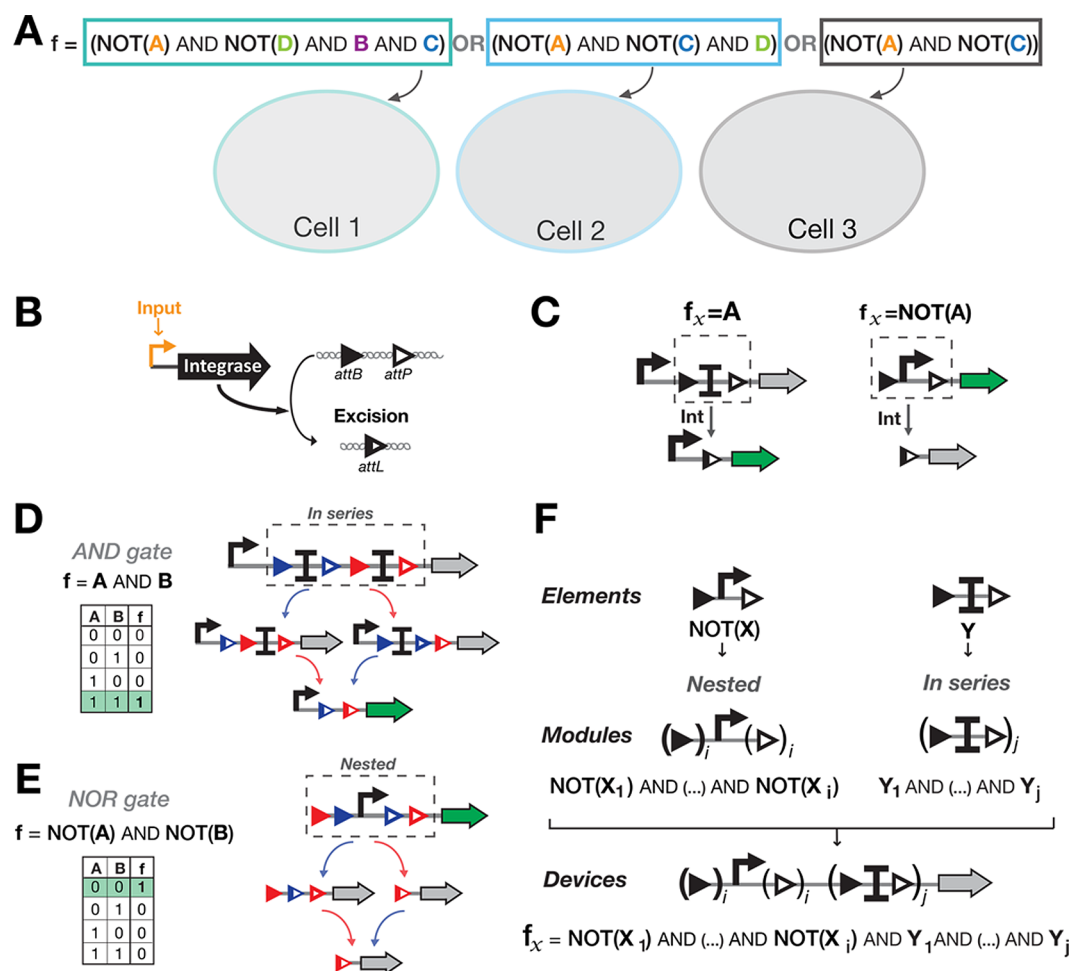 A
f = (NOT(A) AND NOT(D) AND B AND C) OR (NOT(A) AND NOT(C) AND D) OR (NOT(A) AND NOT(C))
Cell 1
Cell 2
Cell 3
B
Input
Integrase
attB
attP
Excision
attL
C
fx=A
fx=NOT(A)
Int
Int
D
AND gate
f = A AND B
A B f
0 0 0
0 1 0
1 0 0
1 1 1
In series
E
NOR gate
f = NOT(A) AND NOT(B)
A B f
0 0 1
0 1 0
1 0 0
1 1 0
Nested
F
Elements
NOT(X)
Y
Nested
In series
Modules
( )i ( )i
( )j
NOT(X1) AND (...) AND NOT(Xi)
Y1 AND (...) AND Yj
Devices
( )i ( )i ( )j
fx = NOT(X1) AND (...) AND NOT(Xi) AND Y1AND (...) AND Yj